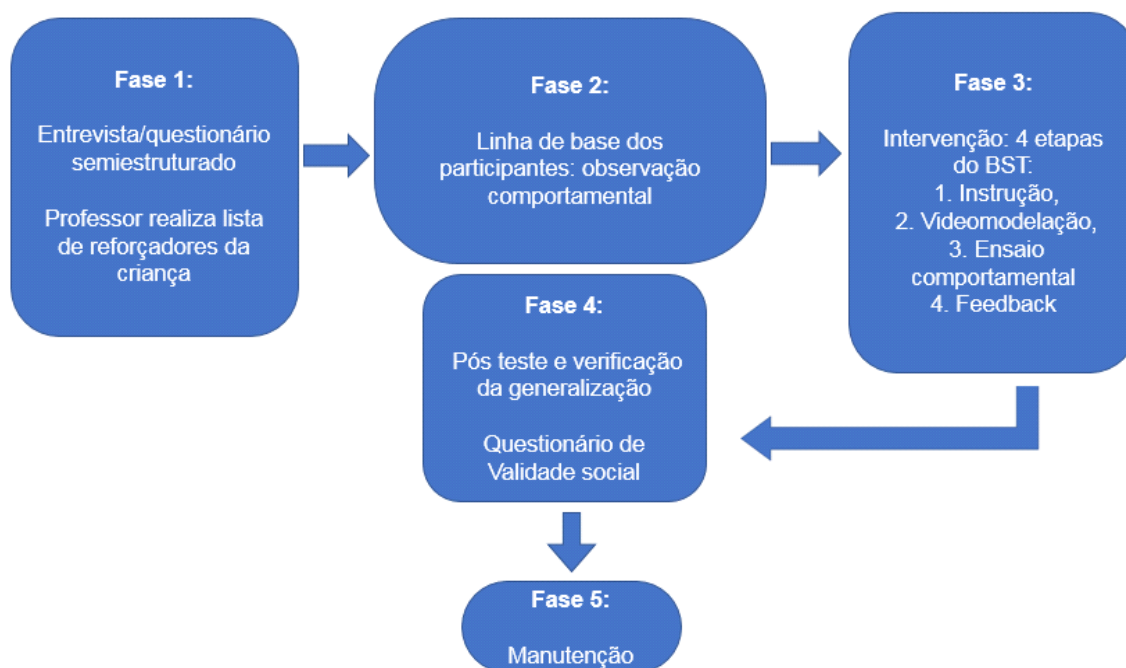 Fase 1:
Entrevista/questionário
semiestruturado
Professor realiza lista
de reforçadores da
criança
Fase 2:
Linha de base dos
participantes: observação
comportamental
Fase 3:
Intervenção: 4 etapas
do BST:
1. Instrução,
2. Videomodelação,
3. Ensaio
comportamental
4. Feedback
Fase 4:
Pós teste e verificação
da generalização
Questionário de
Validade social
Fase 5:
Manutenção